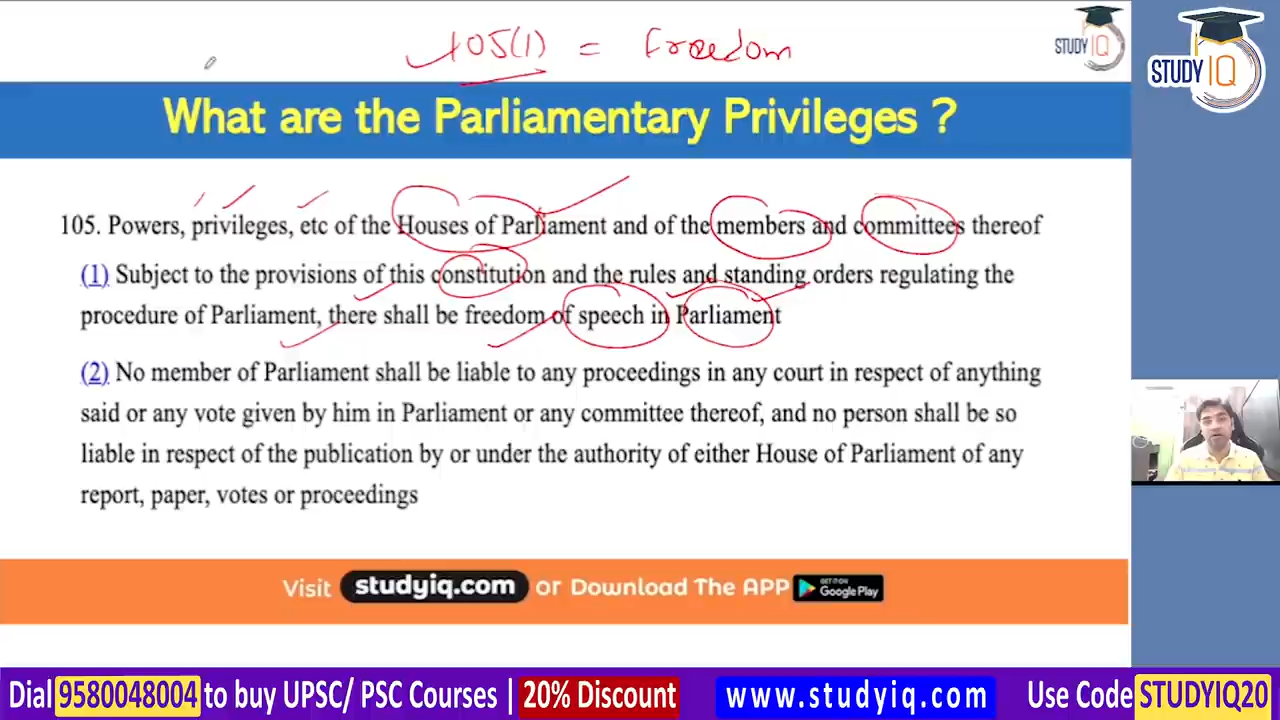 105(1) = Freedom
STUDY IQ
STUDY IQ
What are the Parliamentary Privileges ?
105. Powers, privileges, etc of the Houses of Parliament and of the members and committees thereof
(1) Subject to the provisions of this constitution and the rules and standing orders regulating the
procedure of Parliament, there shall be freedom of speech in Parliament
(2) No member of Parliament shall be liable to any proceedings in any court in respect of anything
said or any vote given by him in Parliament or any committee thereof, and no person shall be so
liable in respect of the publication by or under the authority of either House of Parliament of any
report, paper, votes or proceedings
Visit studyiq.com or Download The APP GET IT ON Google Play
Dial 9580048004 to buy UPSC/ PSC Courses | 20% Discount www.studyiq.com Use Code STUDYIQ20